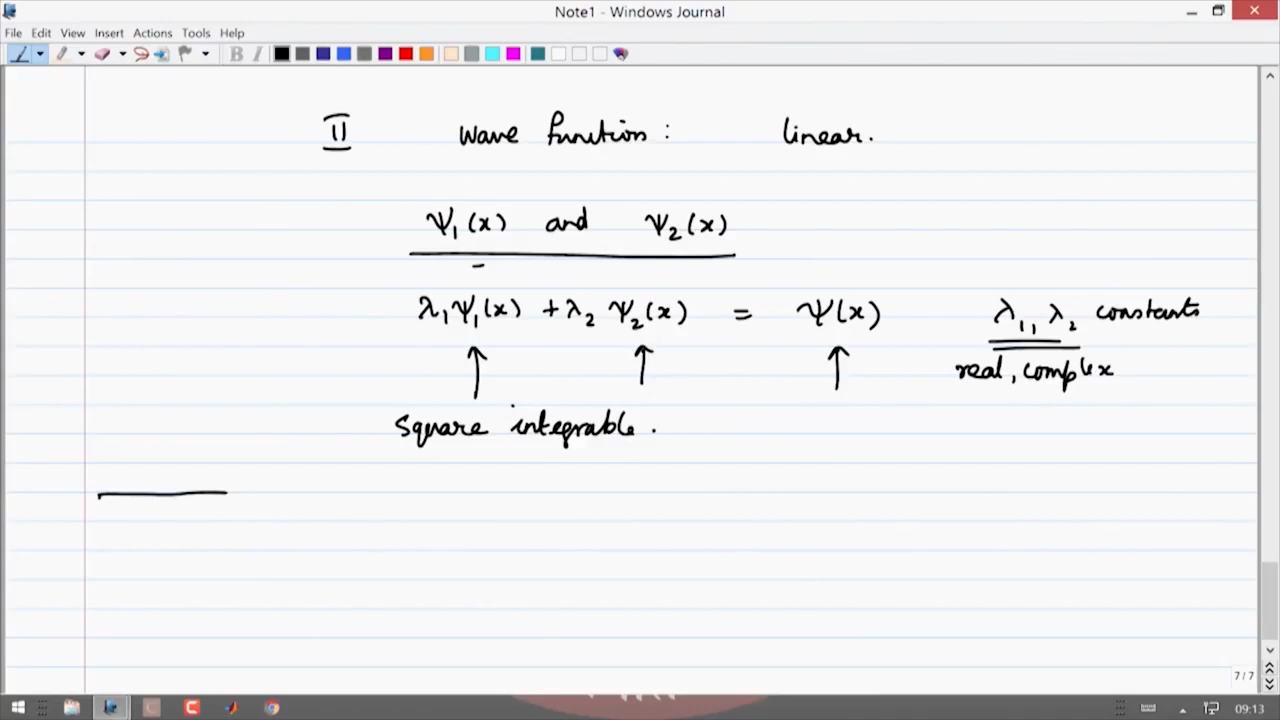 Note1 - Windows Journal
File Edit View Insert Actions Tools Help
II wave function : linear.
ψ₁(x) and ψ₂(x)
λ₁ψ₁(x) + λ₂ψ₂(x) = ψ(x) λ₁, λ₂ constants
real, complex
square integrable.
7 / 7
09:13